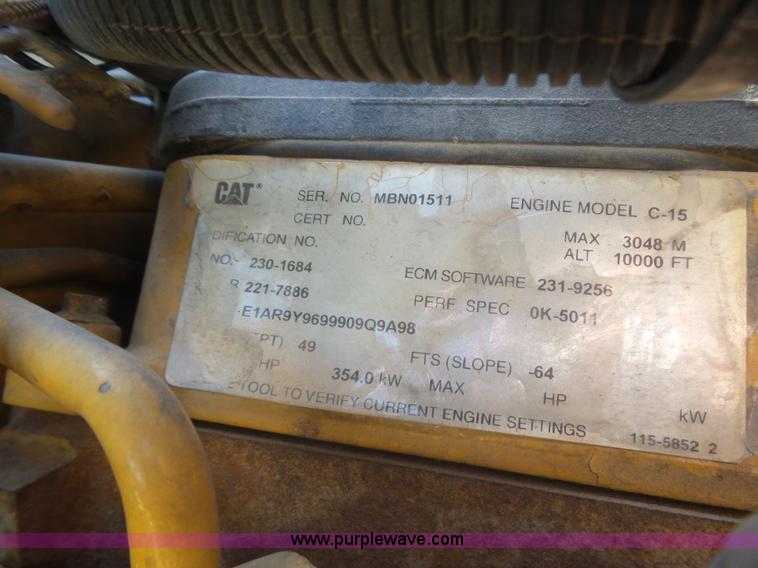 CAT® SER. NO. MBN01511 ENGINE MODEL C-15
CERT NO. MAX 3048 M
DIFICATION NO. ALT 10000 FT
NO. 230-1684 ECM SOFTWARE 231-9256
R 221-7886 PERF SPEC 0K-5011
E1AR9Y9699909Q9A98
PT) 49 FTS (SLOPE) -64
HP 354.0 kW MAX HP kW
TOOL TO VERIFY CURRENT ENGINE SETTINGS 115-5852 2
www.purplewave.com